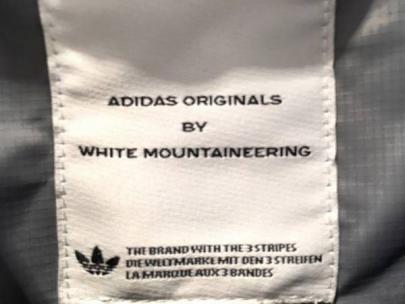 ADIDAS ORIGINALS
BY
WHITE MOUNTAINEERING
THE BRAND WITH THE 3 STRIPES
DIE WELTMARKE MIT DEN 3 STREIFEN
LA MARQUE AUX 3 BANDES